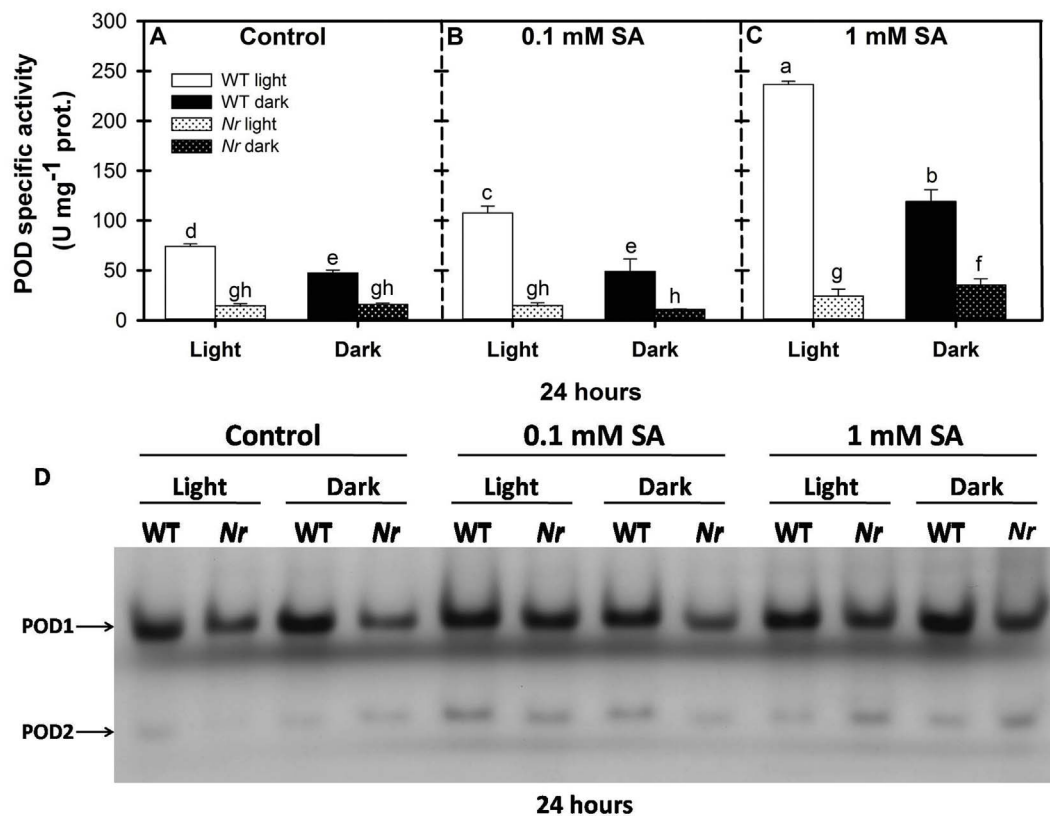 POD specific activity
(U mg⁻¹ prot.)
300
250
200
150
100
50
0
A Control
WT light
WT dark
Nr light
Nr dark
d
gh
e
gh
B 0.1 mM SA
c
gh
e
h
C 1 mM SA
a
g
b
f
Light Dark Light Dark Light Dark
24 hours
Control 0.1 mM SA 1 mM SA
D
Light Dark Light Dark Light Dark
WT Nr WT Nr WT Nr WT Nr WT Nr WT Nr
POD1
POD2
24 hours